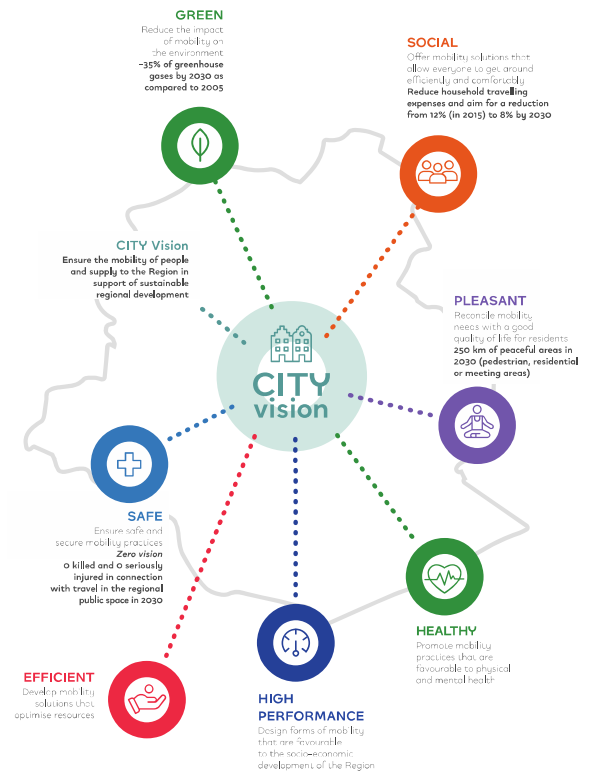 GREEN
Reduce the impact
of mobility on
the environment
-35% of greenhouse
gases by 2030 as
compared to 2005
SOCIAL
Offer mobility solutions that
allow everyone to get around
efficiently and comfortably
Reduce household travelling
expenses and aim for a reduction
from 12% (in 2015) to 8% by 2030
CITY Vision
Ensure the mobility of people
and supply to the Region in
support of sustainable
regional development
PLEASANT
Reconcile mobility
needs with a good
quality of life for residents
250 km of peaceful areas in
2030 (pedestrian, residential
or meeting areas)
CITY
vision
SAFE
Ensure safe and
secure mobility practices
Zero vision
0 killed and 0 seriously
injured in connection
with travel in the regional
public space in 2030
HEALTHY
Promote mobility
practices that are
favourable to physical
and mental health
EFFICIENT
Develop mobility
solutions that
optimise resources
HIGH
PERFORMANCE
Design forms of mobility
that are favourable
to the socio-economic
development of the Region